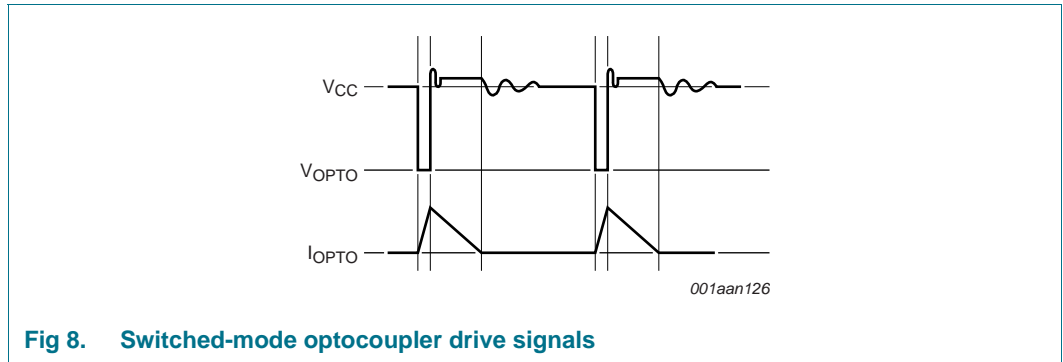 VCC
VOPTO
IOPTO
001aan126
Fig 8. Switched-mode optocoupler drive signals